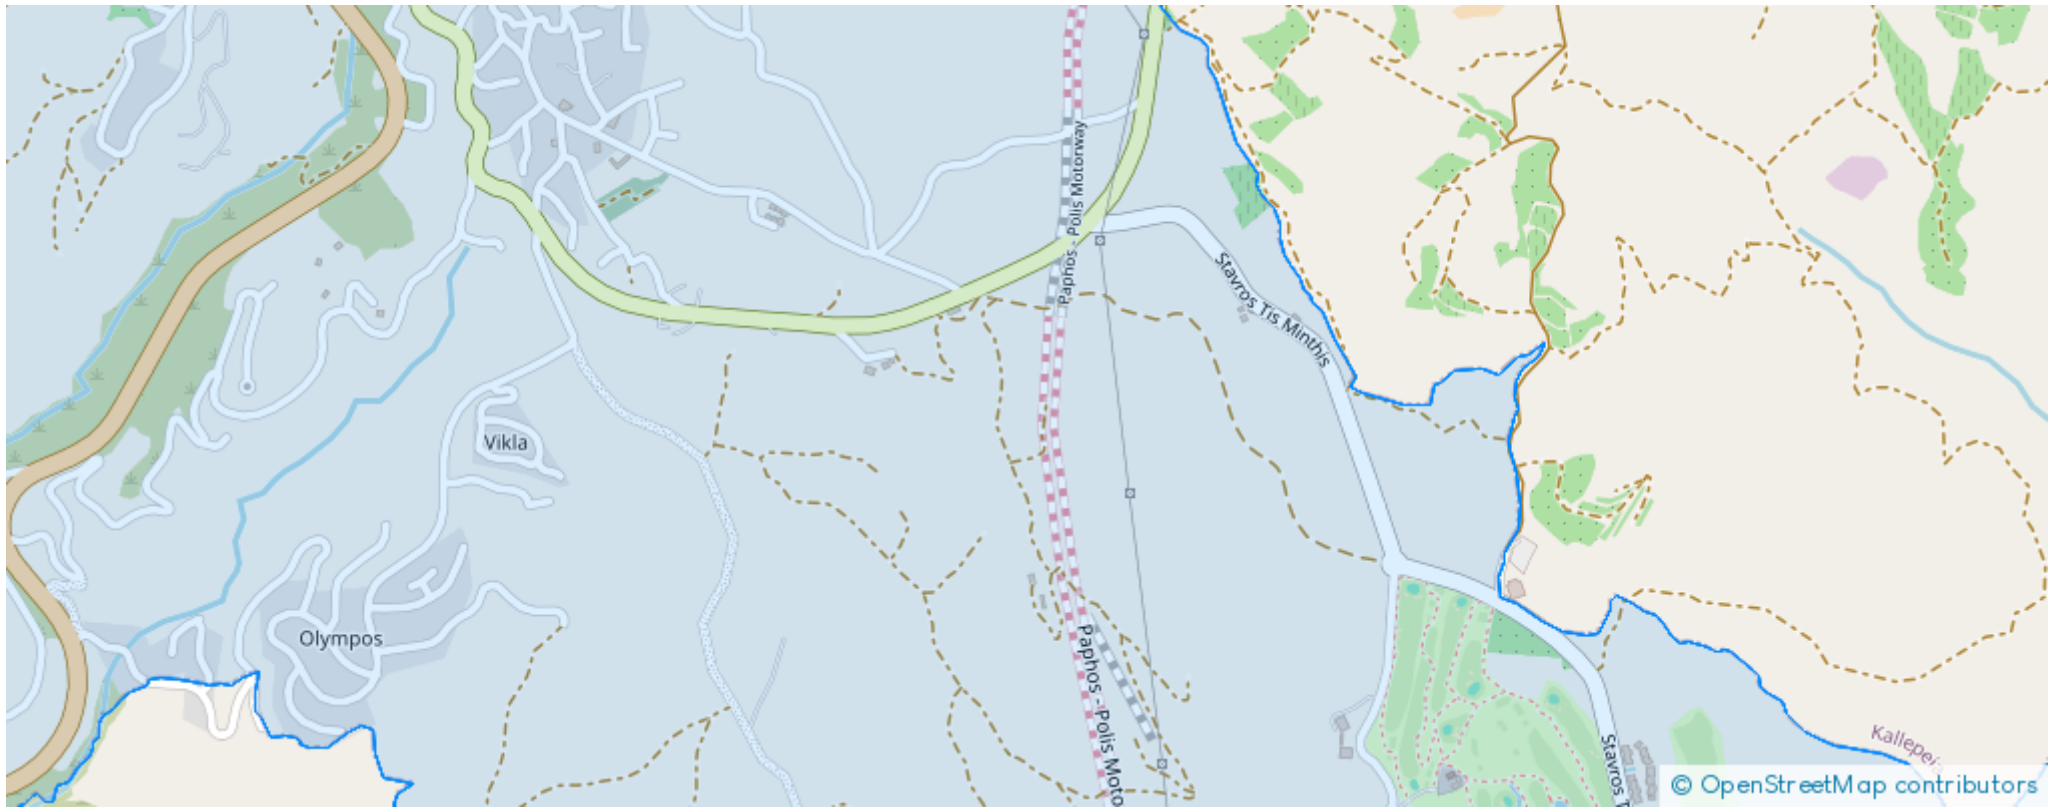 Paphos - Polis Motorway
Stavros Tis Minthis
Vikla
Olympos
Paphos - Polis Moto
Stavros T
Kallepei
© OpenStreetMap contributors